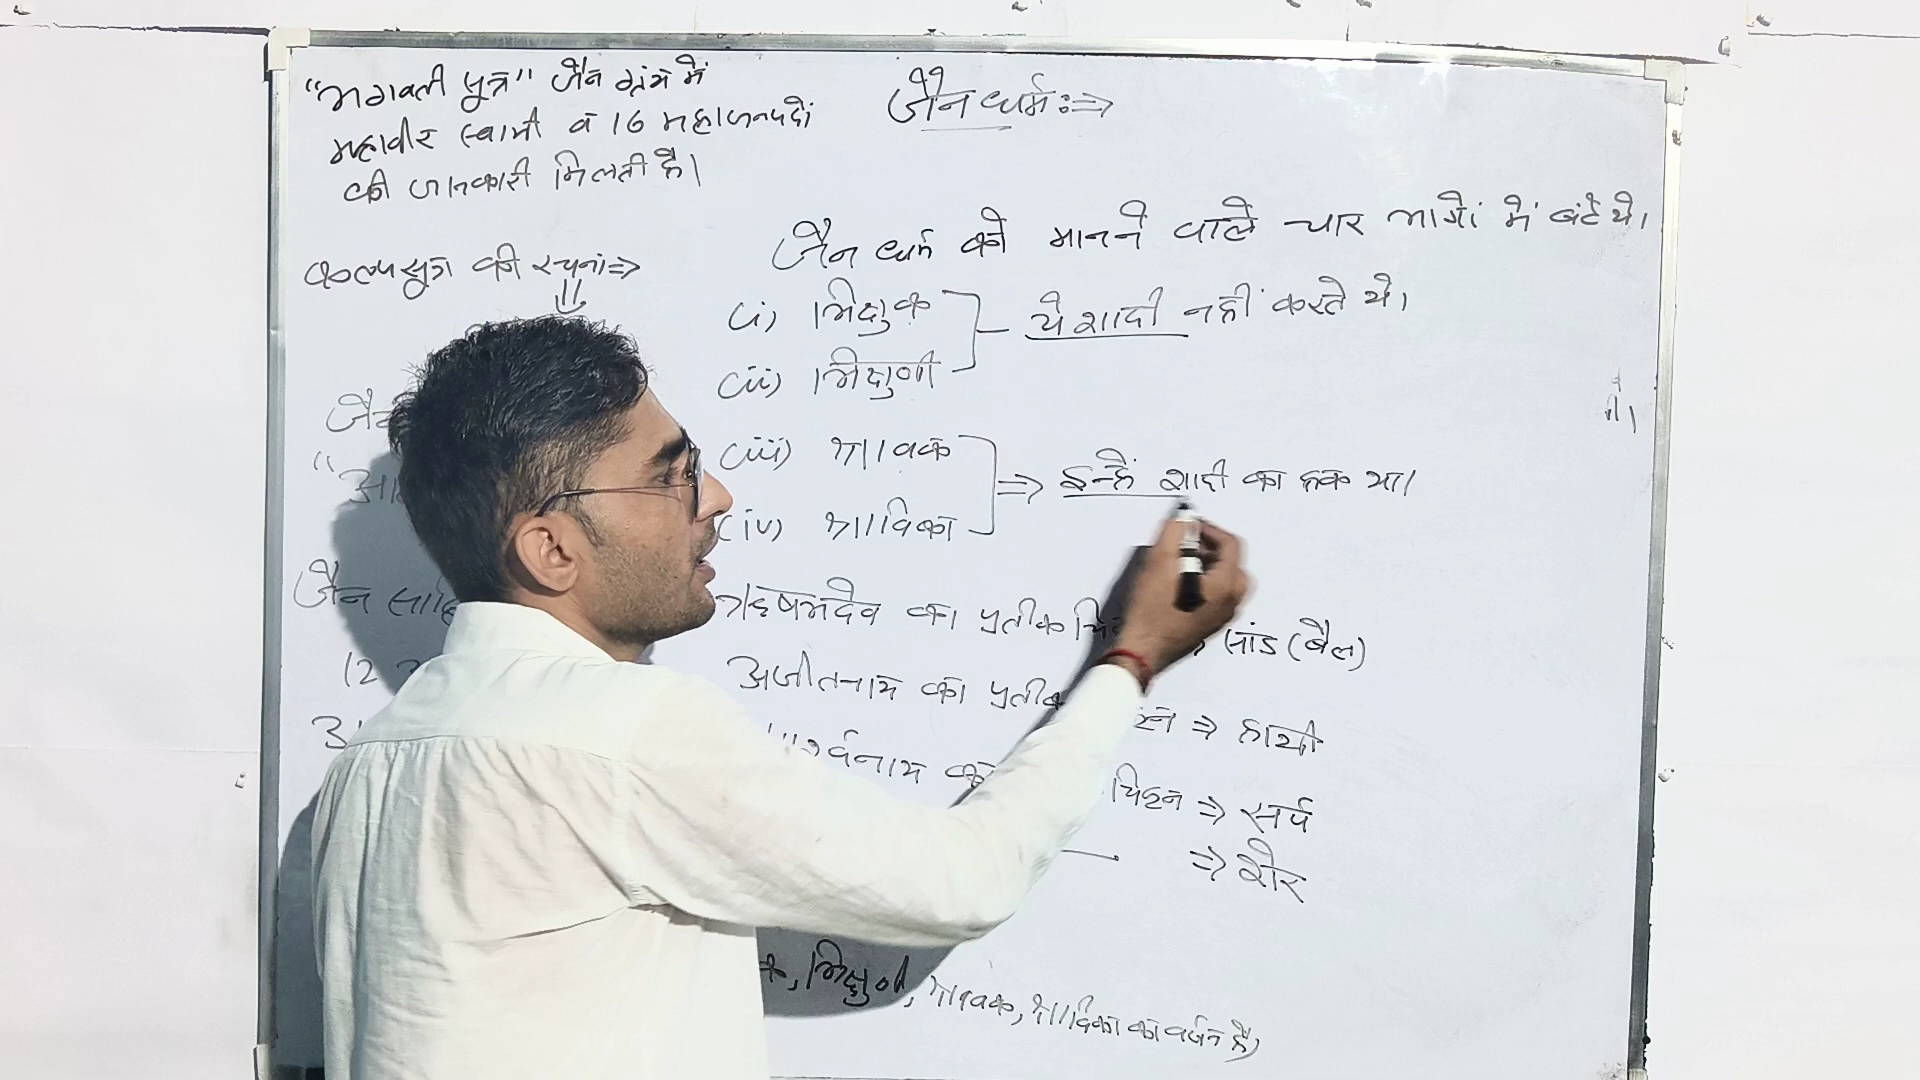 "भगवती सूत्र" जैन ग्रंथ में
महावीर स्वामी व 16 महाजनपदों
की जानकारी मिलती है।
कल्पसूत्र की रचना⇒
जैन
"आ
जैन साहि
12
जैन धर्म:⇒
जैन धर्म को मानने वाले चार भागों में बंटे थे।
(i) भिक्षुक
ये शादी नहीं करते थे।
(ii) भिक्षुणी
(iii) श्रावक
⇒ इन्हें शादी का हक था।
(iv) श्राविका
ऋषभदेव का प्रतीक चि सांड (बैल)
अजीतनाथ का प्रतीक ⇒ हाथी
पार्श्वनाथ का चिह्न ⇒ सर्प
⇒ शेर
भिक्षुणी, श्रावक, श्राविका का वर्णन है,